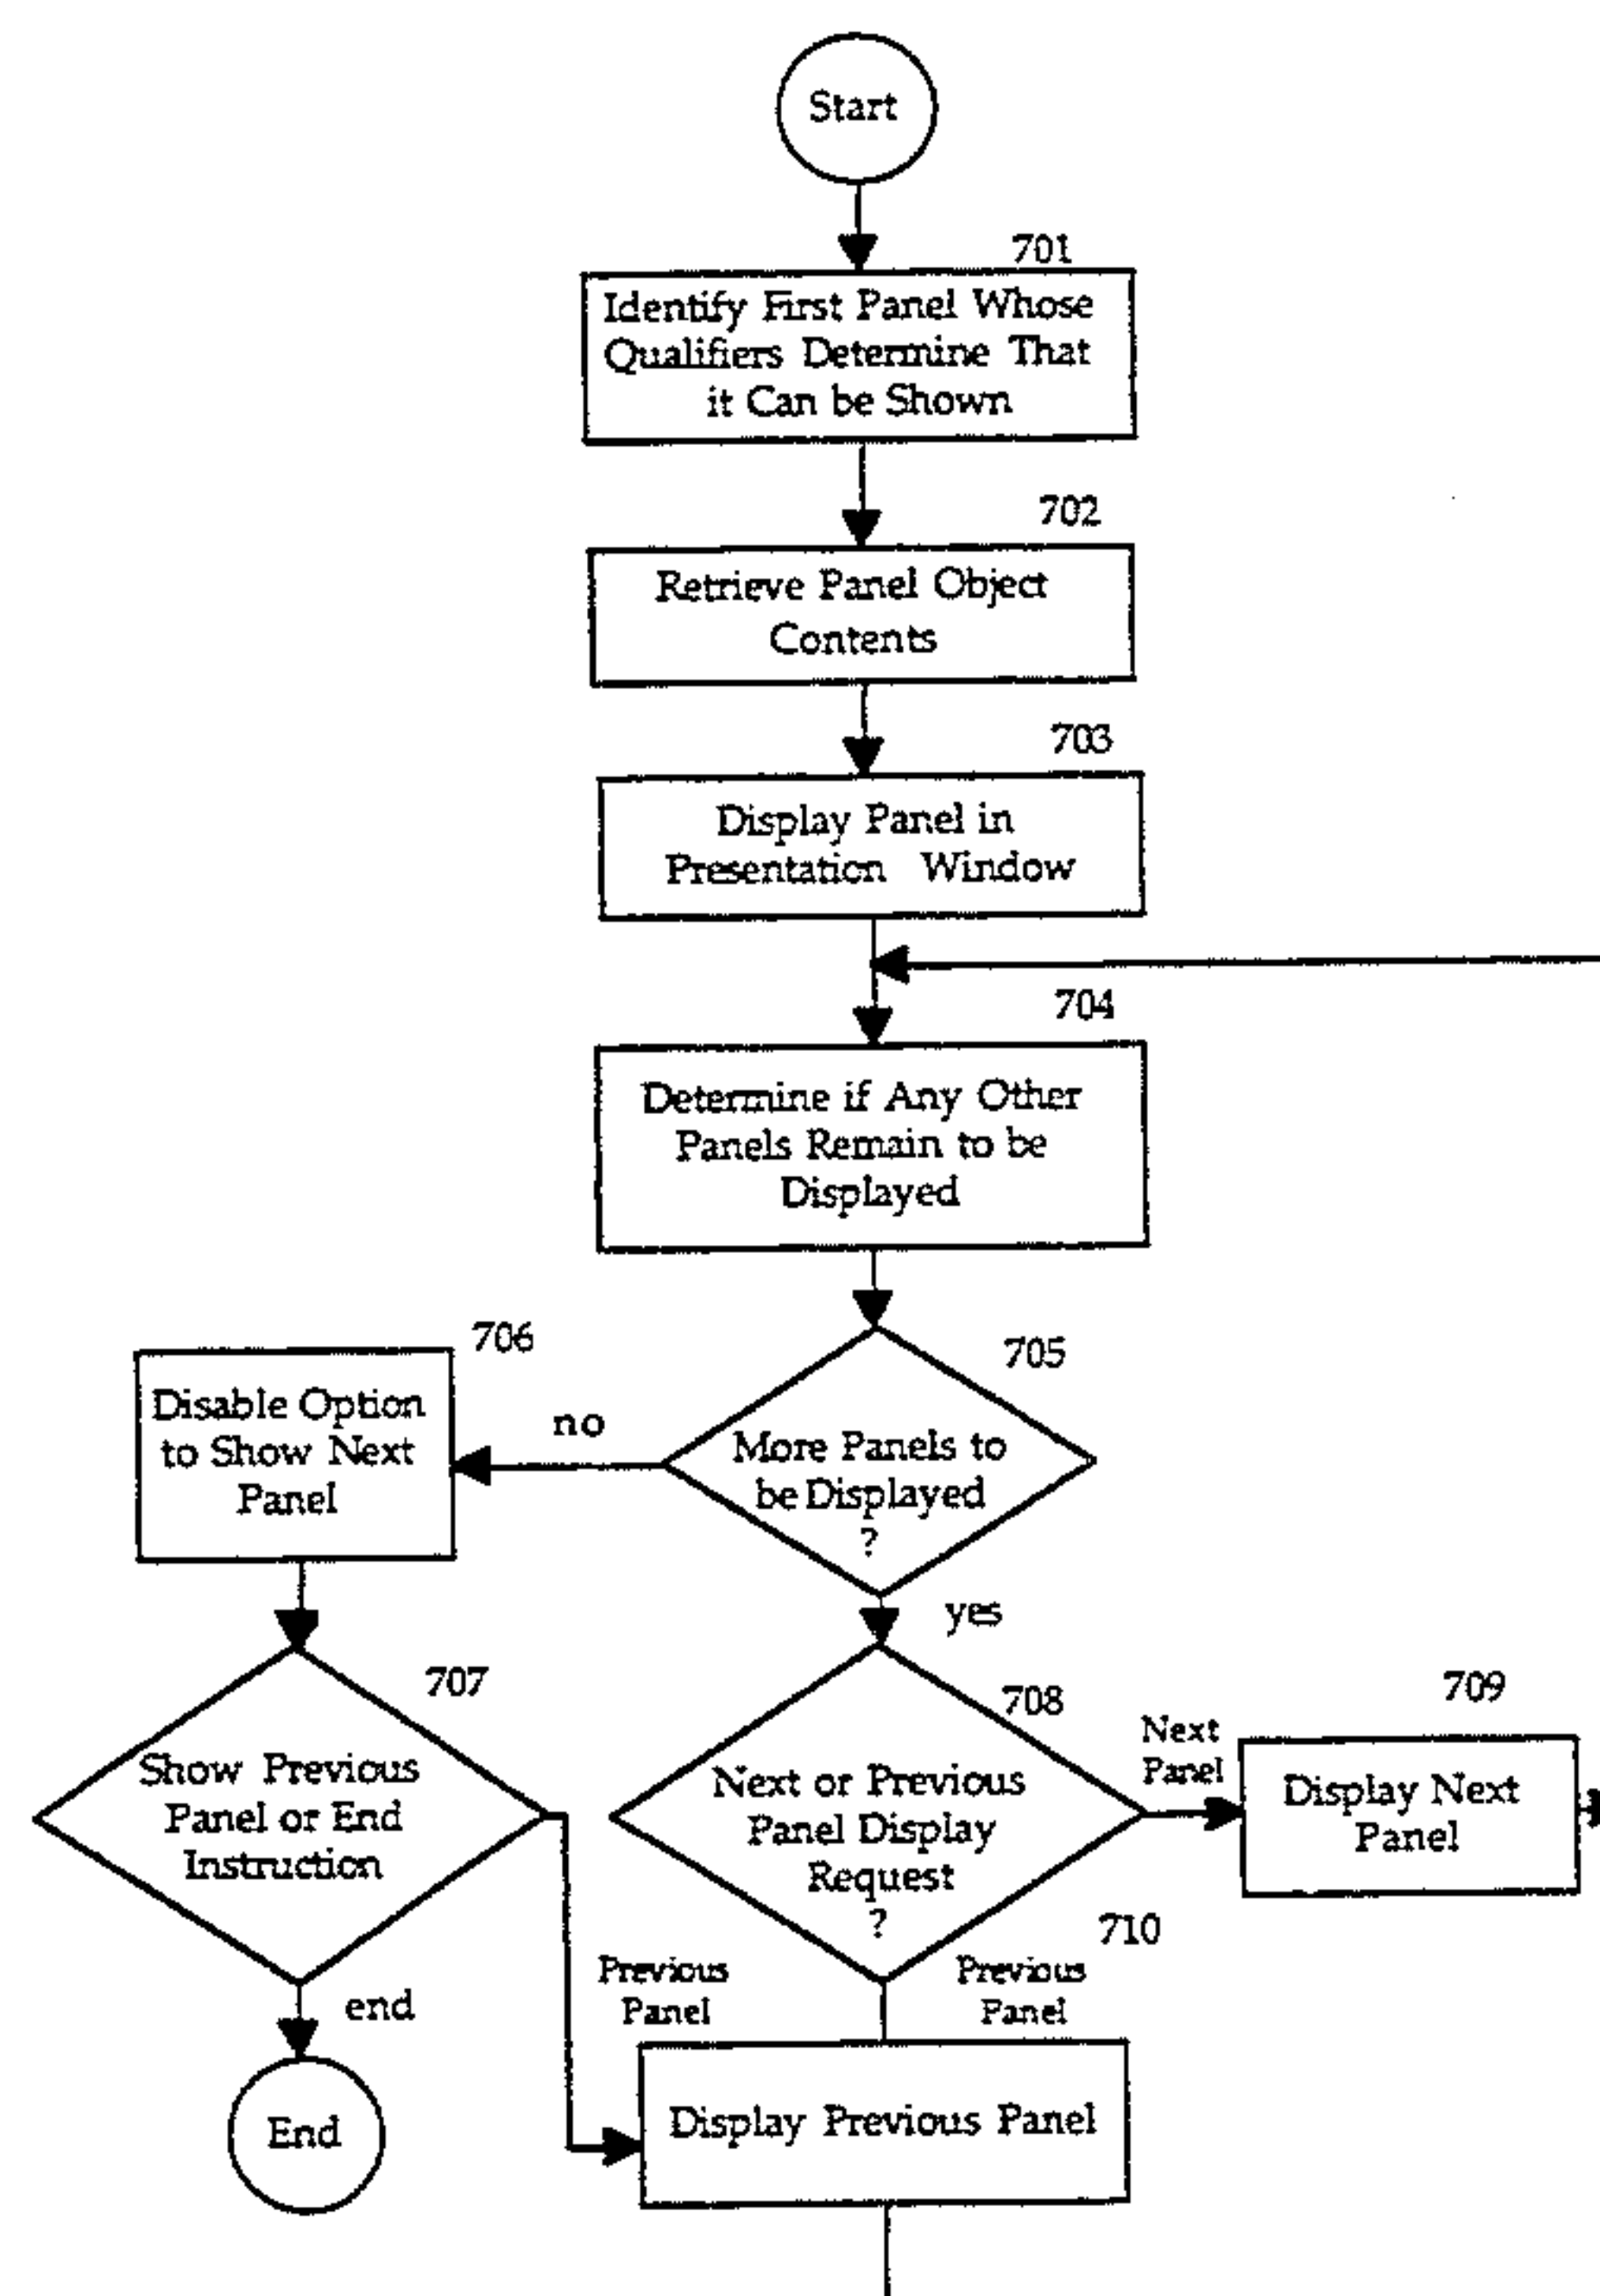 Start
701
Identify First Panel Whose
Qualifiers Determine That
it Can be Shown
702
Retrieve Panel Object
Contents
703
Display Panel in
Presentation Window
704
Determine if Any Other
Panels Remain to be
Displayed
705
More Panels to
be Displayed
?
no
yes
706
Disable Option
to Show Next
Panel
707
Show Previous
Panel or End
Instruction
end
End
708
Next or Previous
Panel Display
Request
?
Next
Panel
709
Display Next
Panel
710
Previous
Panel
Previous
Panel
Display Previous Panel